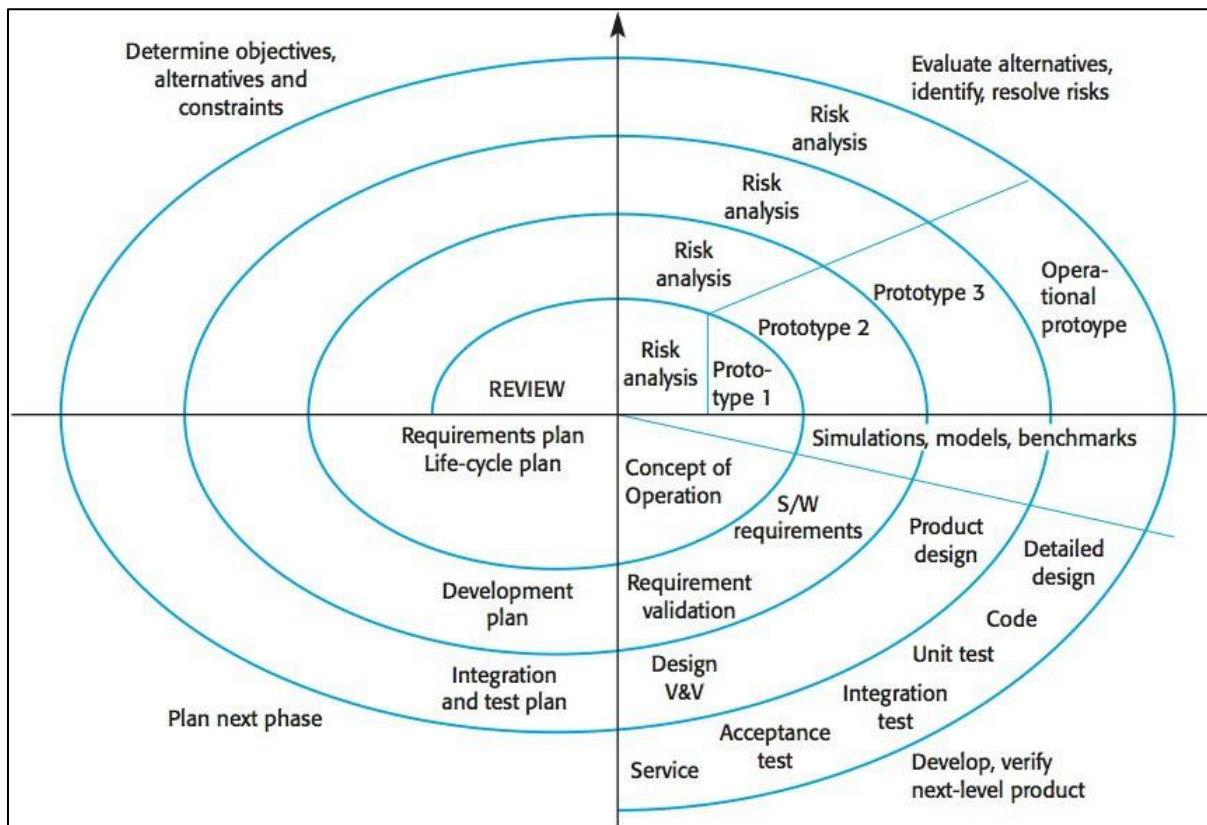 Determine objectives,
alternatives and
constraints
Evaluate alternatives,
identify, resolve risks
Risk
analysis
Risk
analysis
Risk
analysis
Risk
analysis
Proto-
type 1
Prototype 2
Prototype 3
Opera-
tional
protoype
REVIEW
Requirements plan
Life-cycle plan
Simulations, models, benchmarks
Concept of
Operation
S/W
requirements
Product
design
Detailed
design
Development
plan
Requirement
validation
Code
Unit test
Integration
and test plan
Design
V&V
Integration
test
Plan next phase
Acceptance
test
Service
Develop, verify
next-level product